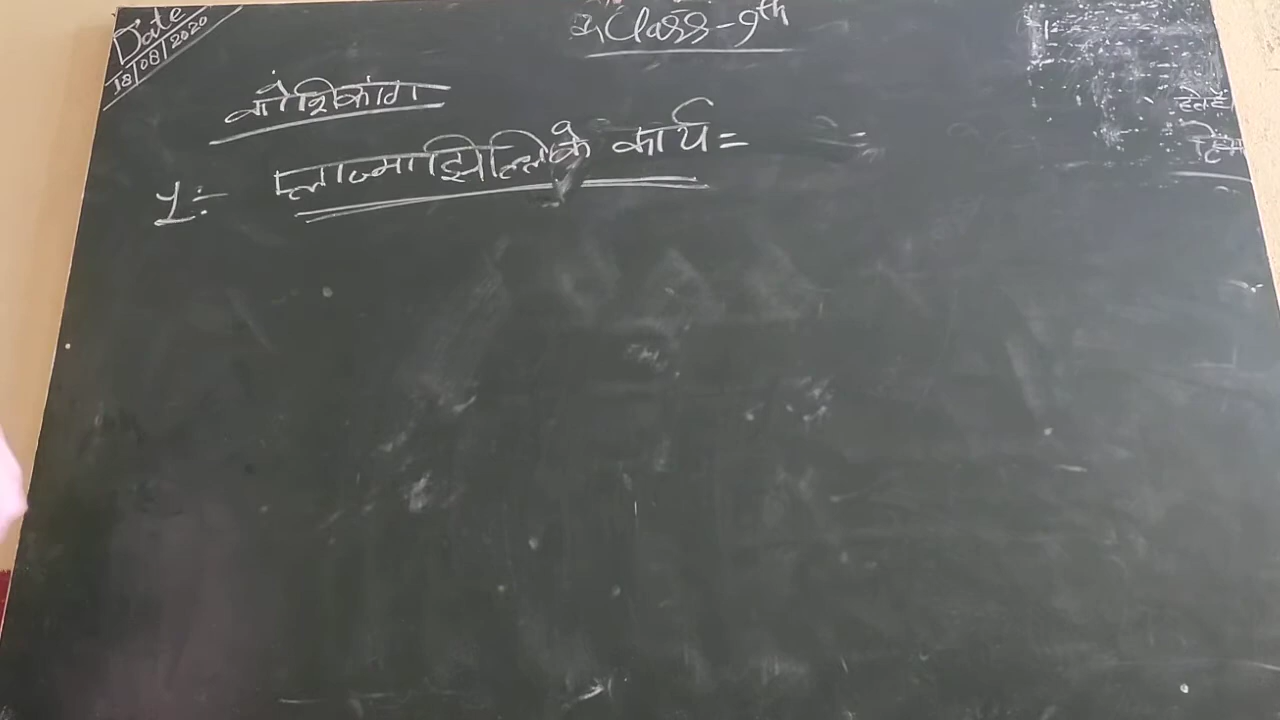 Date
18/08/2020
Class-9th
कोशिकांग
1:- प्लाज्माझिल्लिके कार्य=
होते हैं